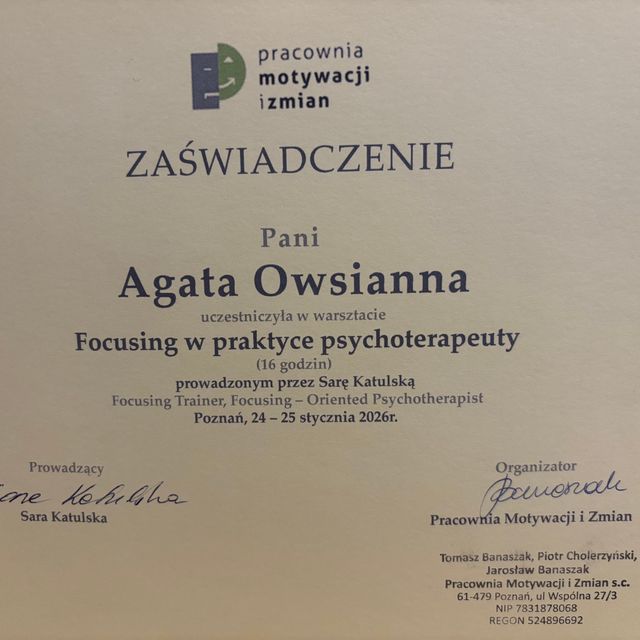 pracownia
motywacji
i zmian
ZAŚWIADCZENIE
Pani
Agata Owsianna
uczestniczyła w warsztacie
Focusing w praktyce psychoterapeuty
(16 godzin)
prowadzonym przez Sarę Katulską
Focusing Trainer, Focusing – Oriented Psychotherapist
Poznań, 24 – 25 stycznia 2026r.
Prowadzący
Katulska
Sara Katulska
Organizator
Banaszak
Pracownia Motywacji i Zmian
Tomasz Banaszak, Piotr Cholerzyński,
Jarosław Banaszak
Pracownia Motywacji i Zmian s.c.
61-479 Poznań, ul Wspólna 27/3
NIP 7831878068
REGON 524896692